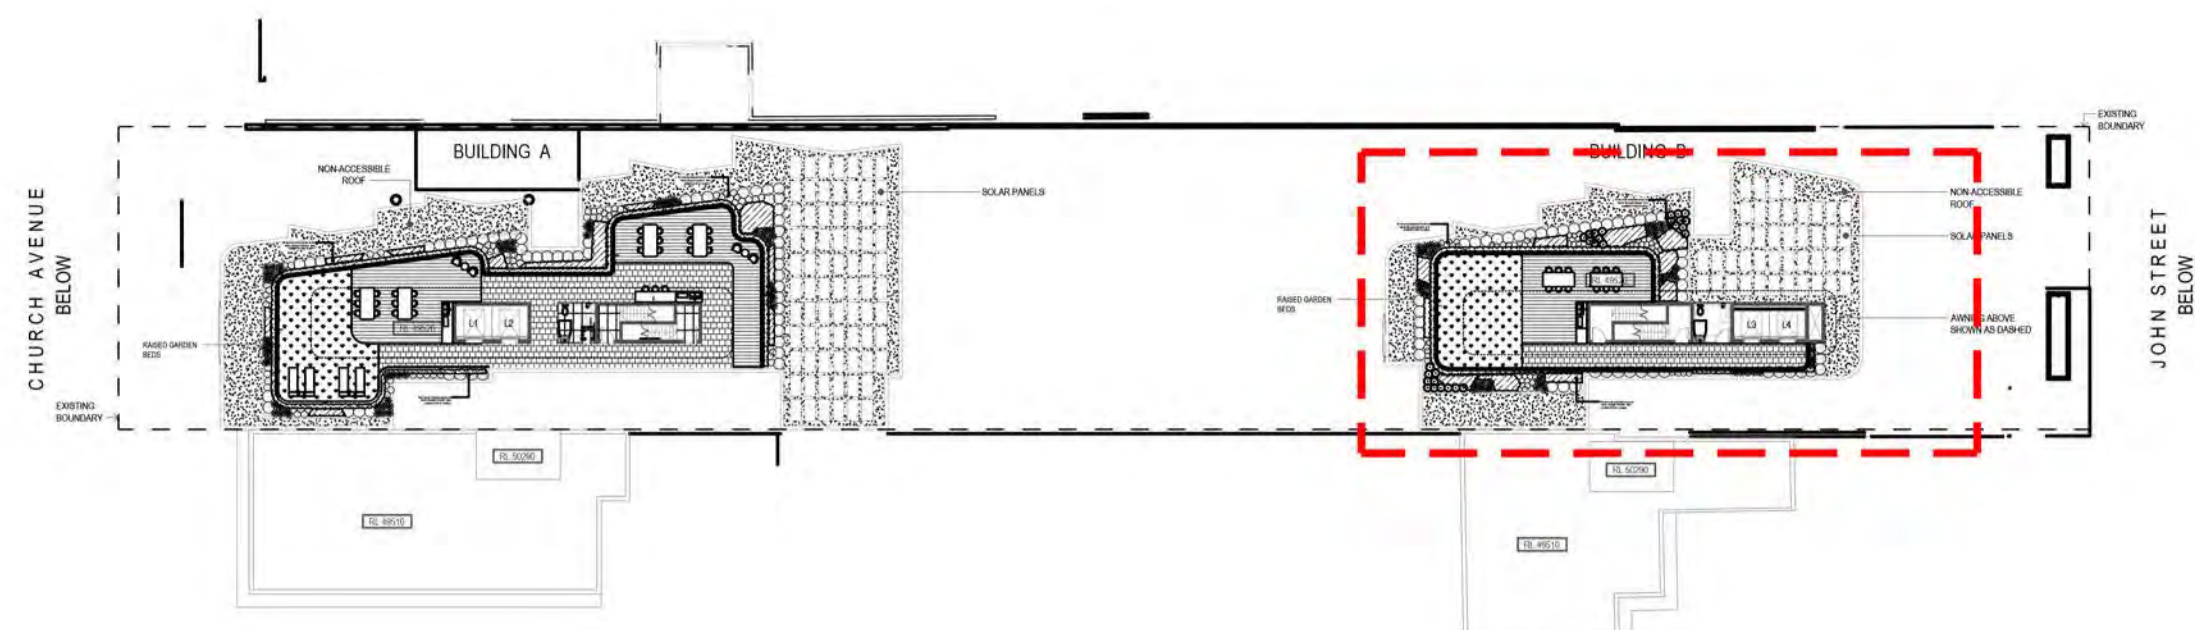 EXISTING
BOUNDARY
BUILDING A
BUILDING B
NON-ACCESSIBLE
ROOF
SOLAR PANELS
NON-ACCESSIBLE
ROOF
SOLAR PANELS
CHURCH AVENUE
BELOW
JOHN STREET
BELOW
RAISED GARDEN
BEDS
RAISED GARDEN
BEDS
AWNING ABOVE
SHOWN AS DASHED
L1
L2
L3
L4
EXISTING
BOUNDARY
RL 50290
RL 50290
RL 49510
RL 49510